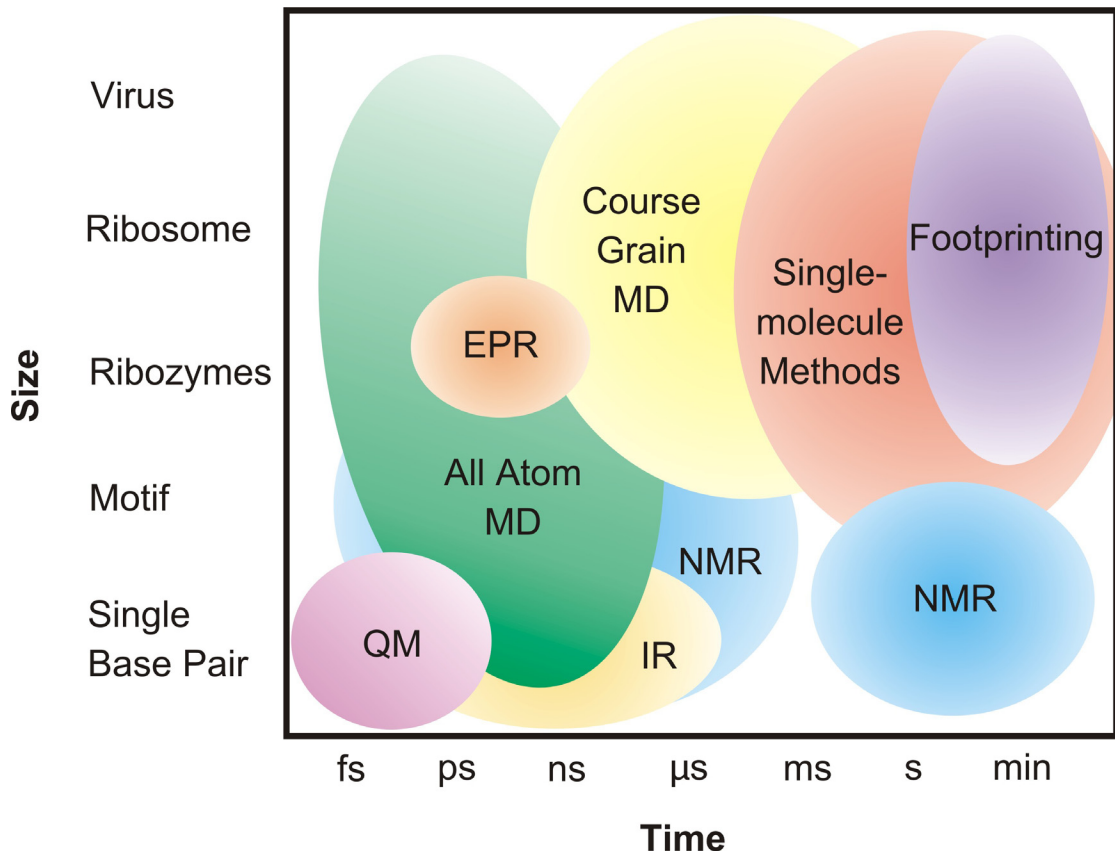 Size
Virus
Ribosome
Ribozymes
Motif
Single
Base Pair
Course
Grain
MD
Footprinting
Single-
molecule
Methods
EPR
All Atom
MD
NMR
NMR
QM
IR
fs
ps
ns
μs
ms
s
min
Time